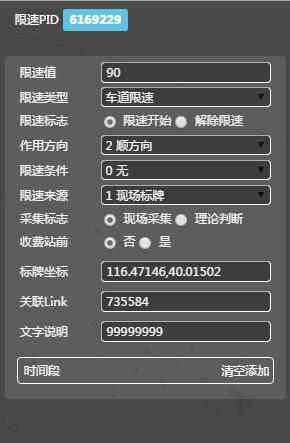 限速PID 6169229
限速值 90
限速类型 车道限速
限速标志 限速开始 解除限速
作用方向 2 顺方向
限速条件 0 无
限速来源 1 现场标牌
采集标志 现场采集 理论判断
收费站前 否 是
标牌坐标 116.47146,40.01502
关联Link 735584
文字说明 99999999
时间段 清空添加